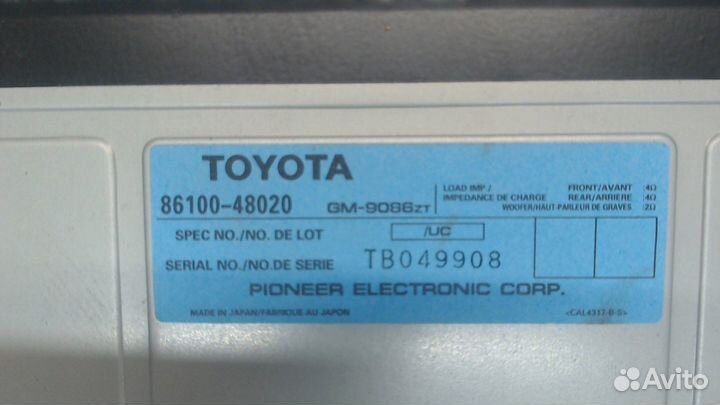 TOYOTA
86100-48020 GM-9086ZT
LOAD IMP./ FRONT/AVANT :4Ω
IMPEDANCE DE CHARGE REAR/ARRIERE :4Ω
WOOFER/HAUT-PARLEUR DE GRAVES :2Ω
SPEC NO./NO. DE LOT /UC
SERIAL NO./NO.DE SERIE TB049908
PIONEER ELECTRONIC CORP.
MADE IN JAPAN/FABRIQUE AU JAPON <CAL4317-B-S>
Avito